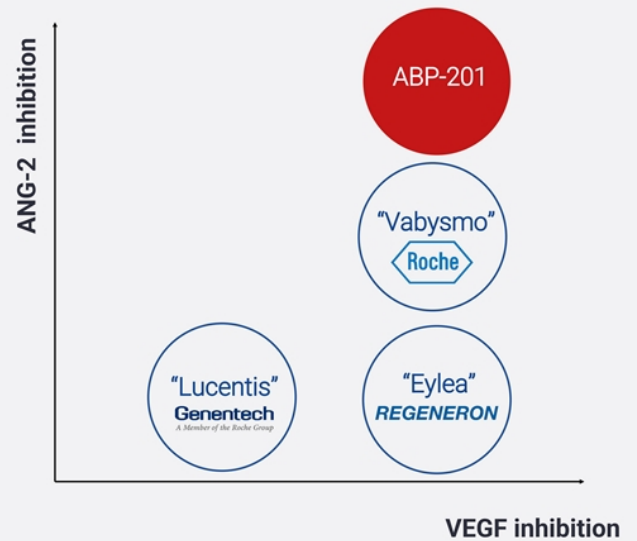 ANG-2 inhibition
ABP-201
“Vabysmo”
Roche
“Lucentis”
Genentech
A Member of the Roche Group
“Eylea”
REGENERON
VEGF inhibition